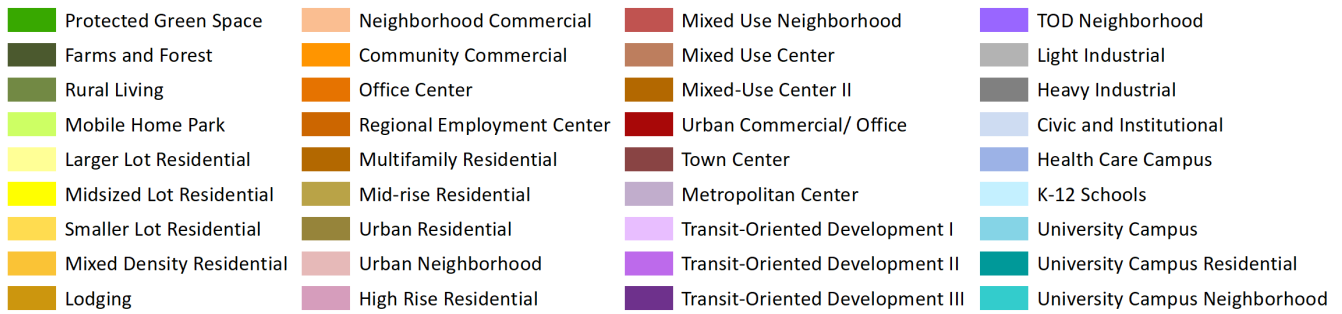 Protected Green Space
Farms and Forest
Rural Living
Mobile Home Park
Larger Lot Residential
Midsized Lot Residential
Smaller Lot Residential
Mixed Density Residential
Lodging
Neighborhood Commercial
Community Commercial
Office Center
Regional Employment Center
Multifamily Residential
Mid-rise Residential
Urban Residential
Urban Neighborhood
High Rise Residential
Mixed Use Neighborhood
Mixed Use Center
Mixed-Use Center II
Urban Commercial/ Office
Town Center
Metropolitan Center
Transit-Oriented Development I
Transit-Oriented Development II
Transit-Oriented Development III
TOD Neighborhood
Light Industrial
Heavy Industrial
Civic and Institutional
Health Care Campus
K-12 Schools
University Campus
University Campus Residential
University Campus Neighborhood